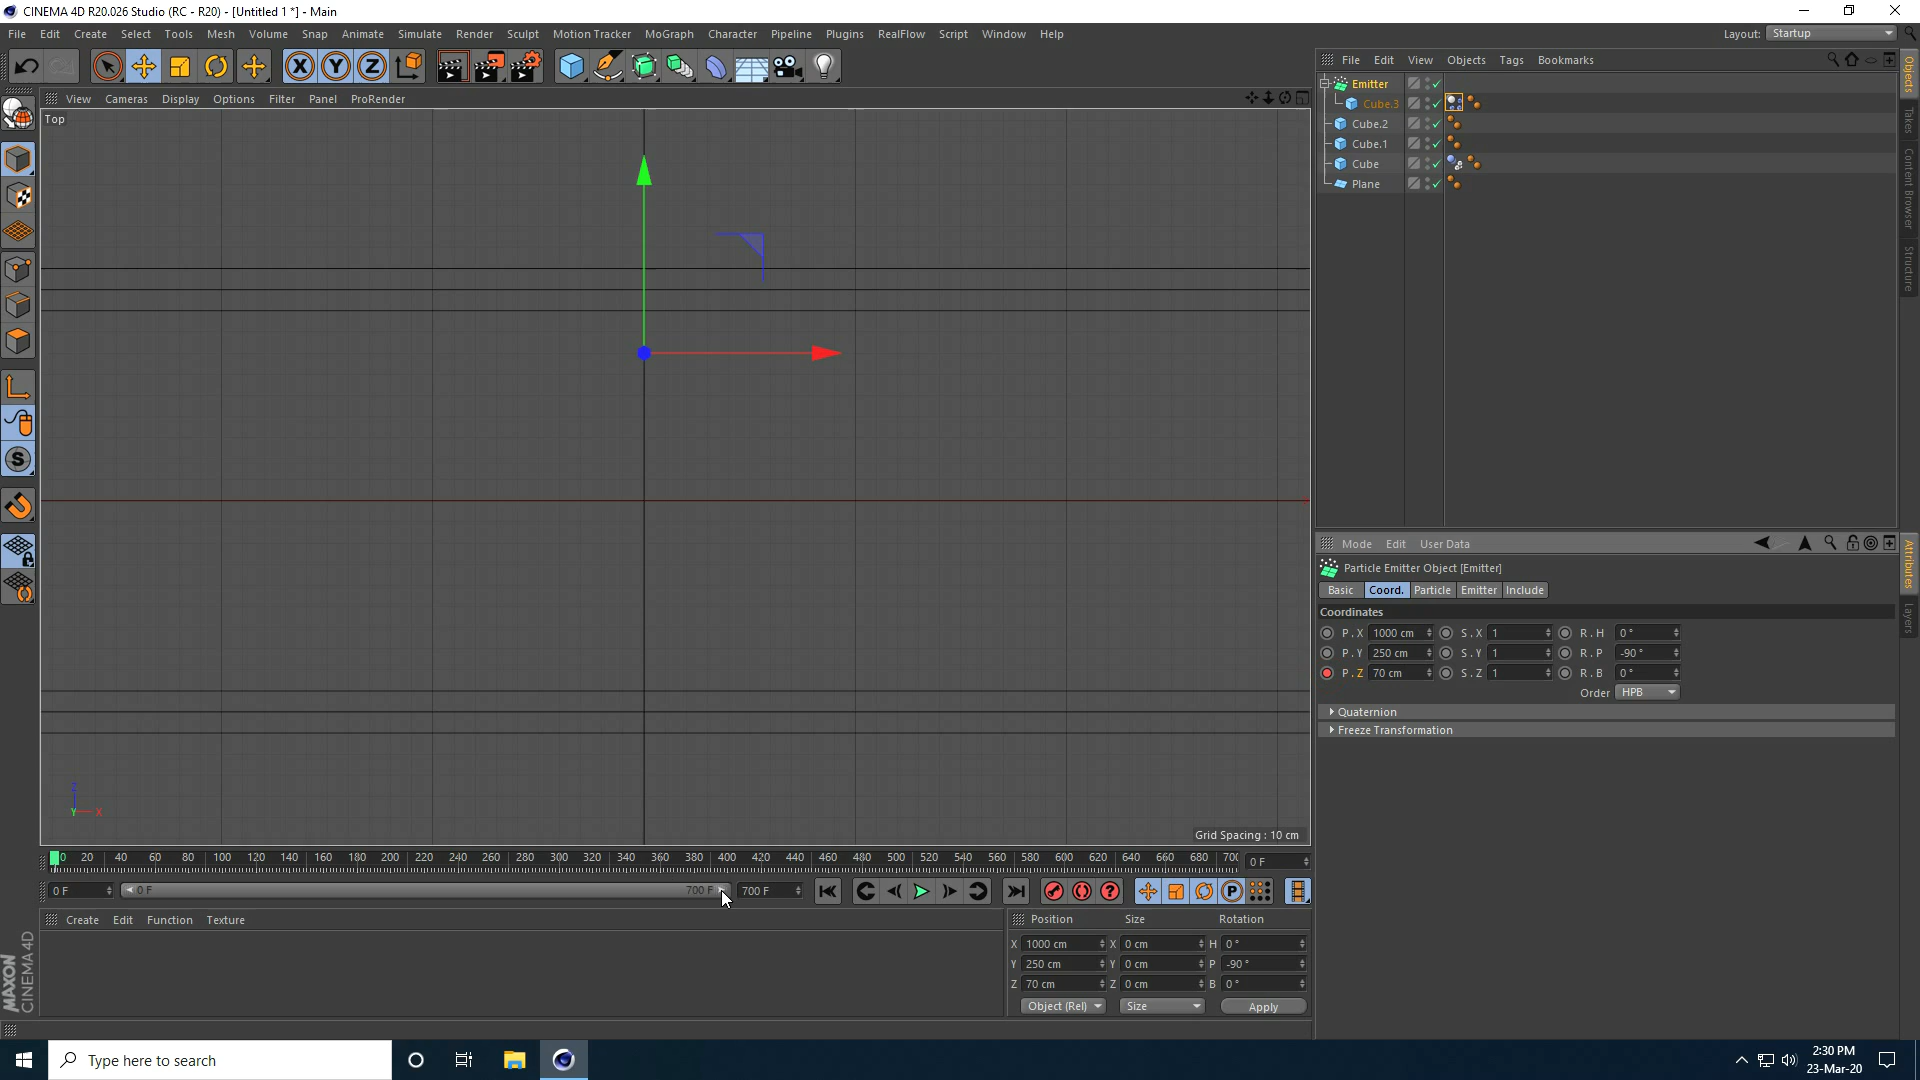 CINEMA 4D R20.026 Studio (RC - R20) - [Untitled 1 *] - Main
File Edit Create Select Tools Mesh Volume Snap Animate Simulate Render Sculpt Motion Tracker MoGraph Character Pipeline Plugins RealFlow Script Window Help
Layout: Startup
File Edit View Objects Tags Bookmarks
View Cameras Display Options Filter Panel ProRender
Top
Emitter
Cube.3
Cube.2
Cube.1
Cube
Plane
Objects
Takes
Content Browser
Structure
Mode Edit User Data
Particle Emitter Object [Emitter]
Basic Coord. Particle Emitter Include
Coordinates
P . X 1000 cm S . X 1 R . H 0 °
P . Y 250 cm S . Y 1 R . P -90 °
P . Z 70 cm S . Z 1 R . B 0 °
Order HPB
Quaternion
Freeze Transformation
Attributes
Layers
Z
Y X
Grid Spacing : 10 cm
0 20 40 60 80 100 120 140 160 180 200 220 240 260 280 300 320 340 360 380 400 420 440 460 480 500 520 540 560 580 600 620 640 660 680 700 0 F
0 F 0 F 700 F 700 F
Create Edit Function Texture
Position Size Rotation
X 1000 cm X 0 cm H 0 °
Y 250 cm Y 0 cm P -90 °
Z 70 cm Z 0 cm B 0 °
Object (Rel) Size Apply
MAXON
CINEMA 4D
Type here to search
2:30 PM
23-Mar-20